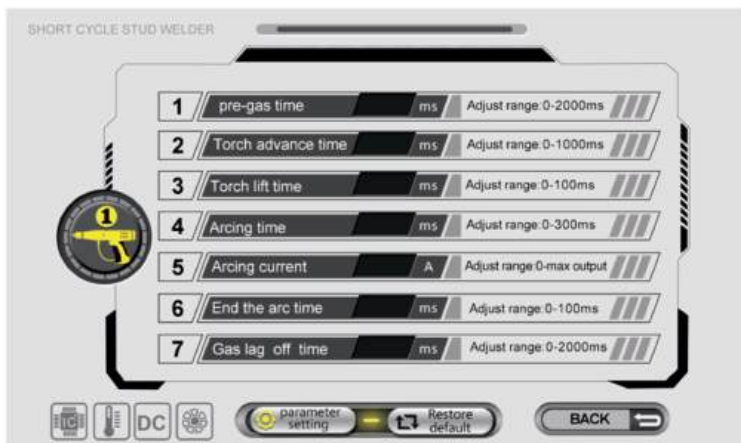 SHORT CYCLE STUD WELDER
1 pre-gas time ms Adjust range:0-2000ms
2 Torch advance time ms Adjust range:0-1000ms
3 Torch lift time ms Adjust range:0-100ms
1
4 Arcing time ms Adjust range:0-300ms
5 Arcing current A Adjust range:0-max output
6 End the arc time ms Adjust range:0-100ms
7 Gas lag off time ms Adjust range:0-2000ms
IC DC parameter setting Restore default BACK